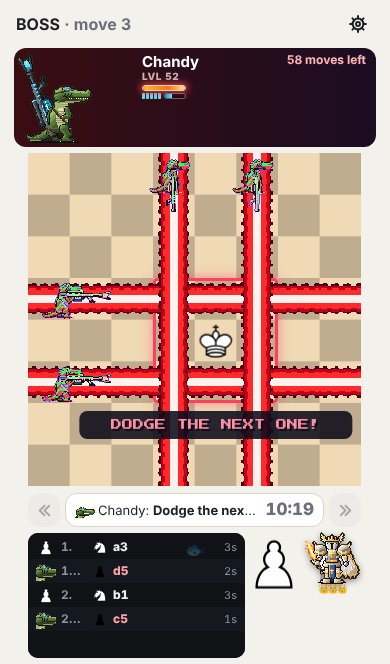 BOSS · move 3
Chandy
58 moves left
LVL 52
DODGE THE NEXT ONE!
Chandy: Dodge the nex... 10:19
1. a3 3s
1... d5 2s
2. b1 3s
2... c5 1s